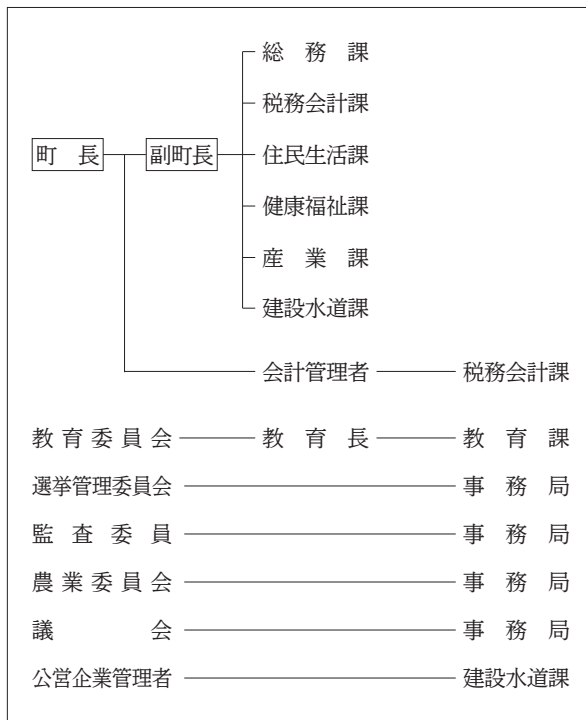 総務課
税務会計課
町長 副町長 住民生活課
健康福祉課
産業課
建設水道課
会計管理者 税務会計課
教育委員会 教育長 教育課
選挙管理委員会 事務局
監査委員 事務局
農業委員会 事務局
議会 事務局
公営企業管理者 建設水道課